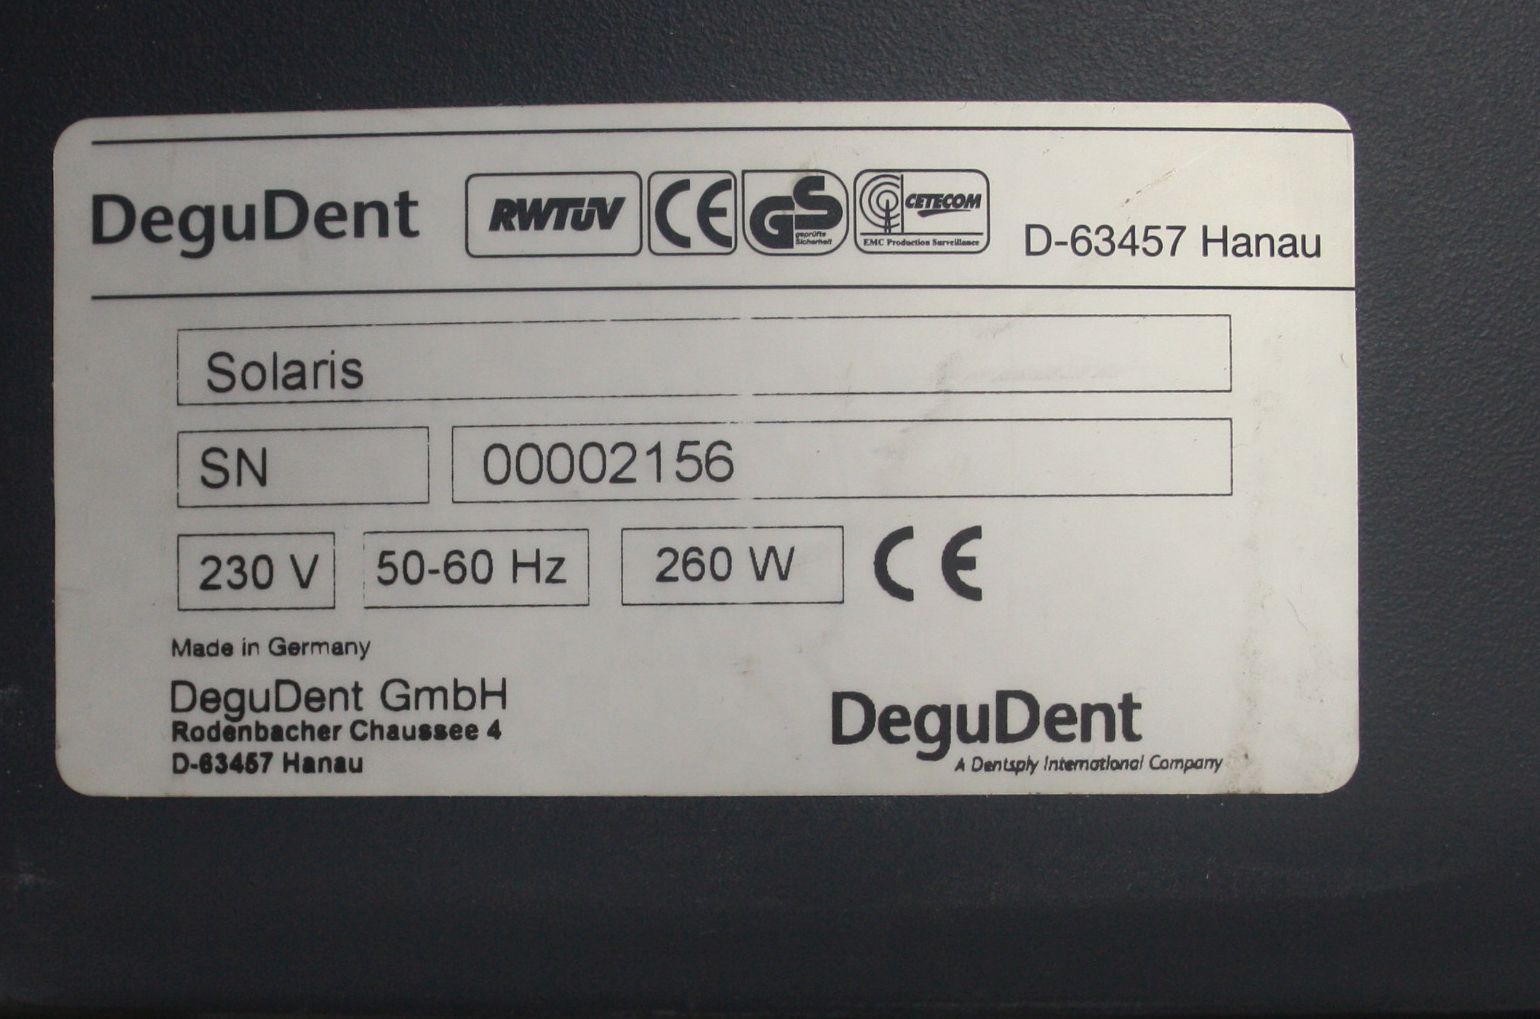 DeguDent RWTÜV CE GS geprüfte Sicherheit CETECOM EMC Production Surveillance D-63457 Hanau
Solaris
SN 00002156
230 V 50-60 Hz 260 W CE
Made in Germany
DeguDent GmbH
Rodenbacher Chaussee 4
D-63457 Hanau
DeguDent
A Dentsply International Company